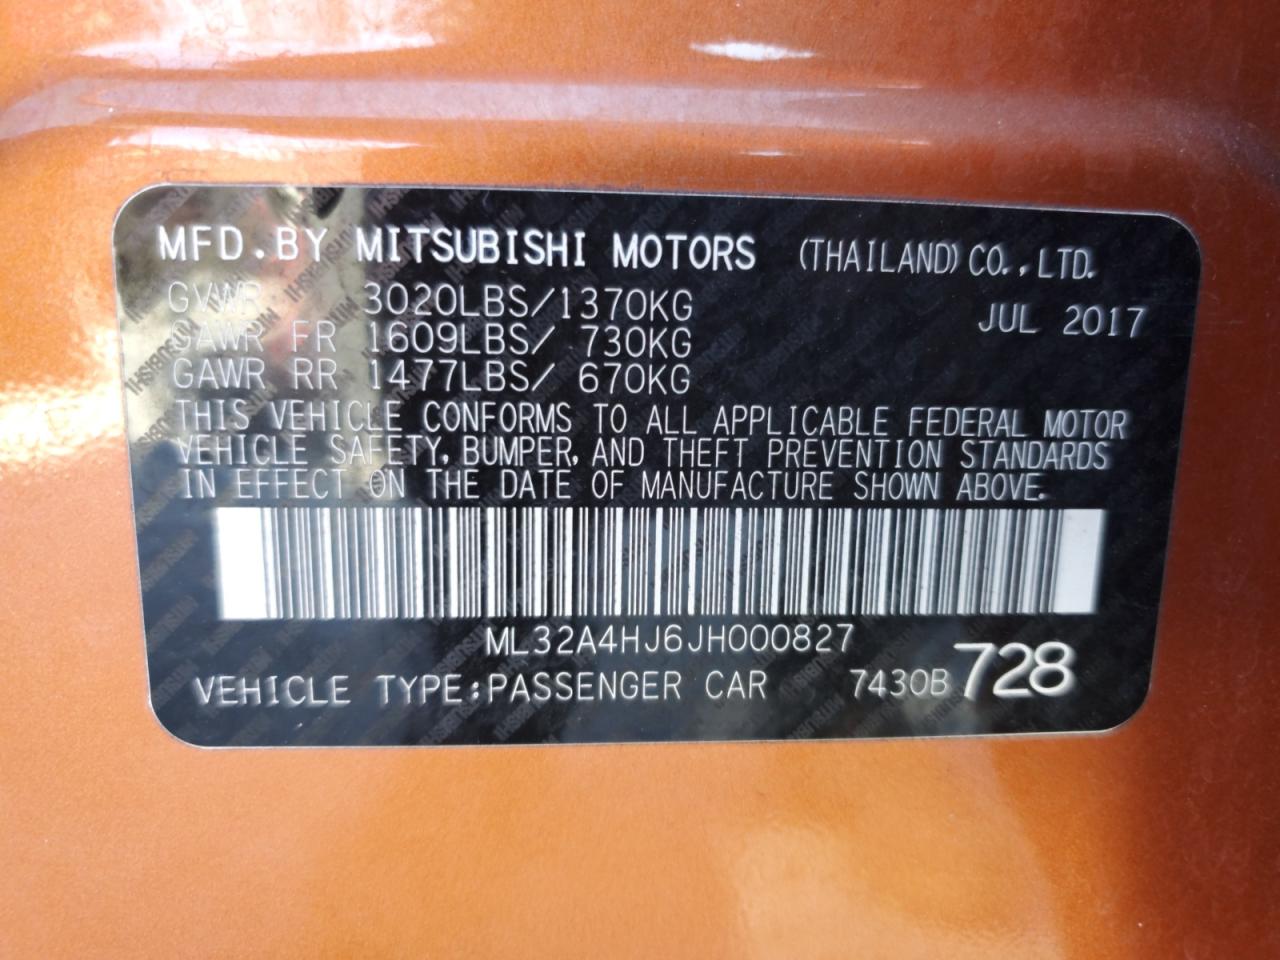 MFD.BY MITSUBISHI MOTORS (THAILAND) CO.,LTD.
GVWR 3020LBS/1370KG JUL 2017
GAWR FR 1609LBS/ 730KG
GAWR RR 1477LBS/ 670KG
THIS VEHICLE CONFORMS TO ALL APPLICABLE FEDERAL MOTOR
VEHICLE SAFETY, BUMPER, AND THEFT PREVENTION STANDARDS
IN EFFECT ON THE DATE OF MANUFACTURE SHOWN ABOVE.
ML32A4HJ6JH000827
VEHICLE TYPE:PASSENGER CAR 7430B 728